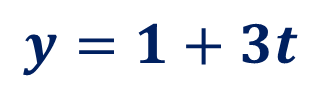 y = 1 + 3t